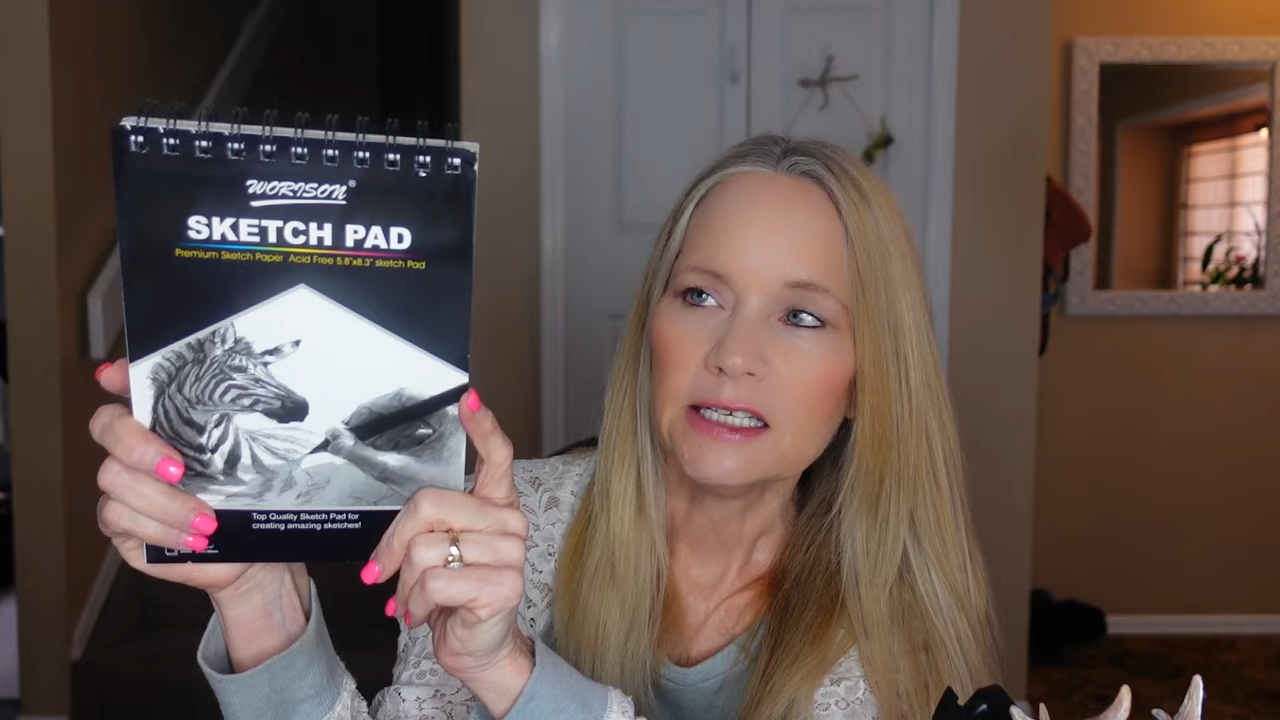 WORISON®
SKETCH PAD
Premium Sketch Paper Acid Free 5.8"x8.3" sketch Pad
Top Quality Sketch Pad for
creating amazing sketches!